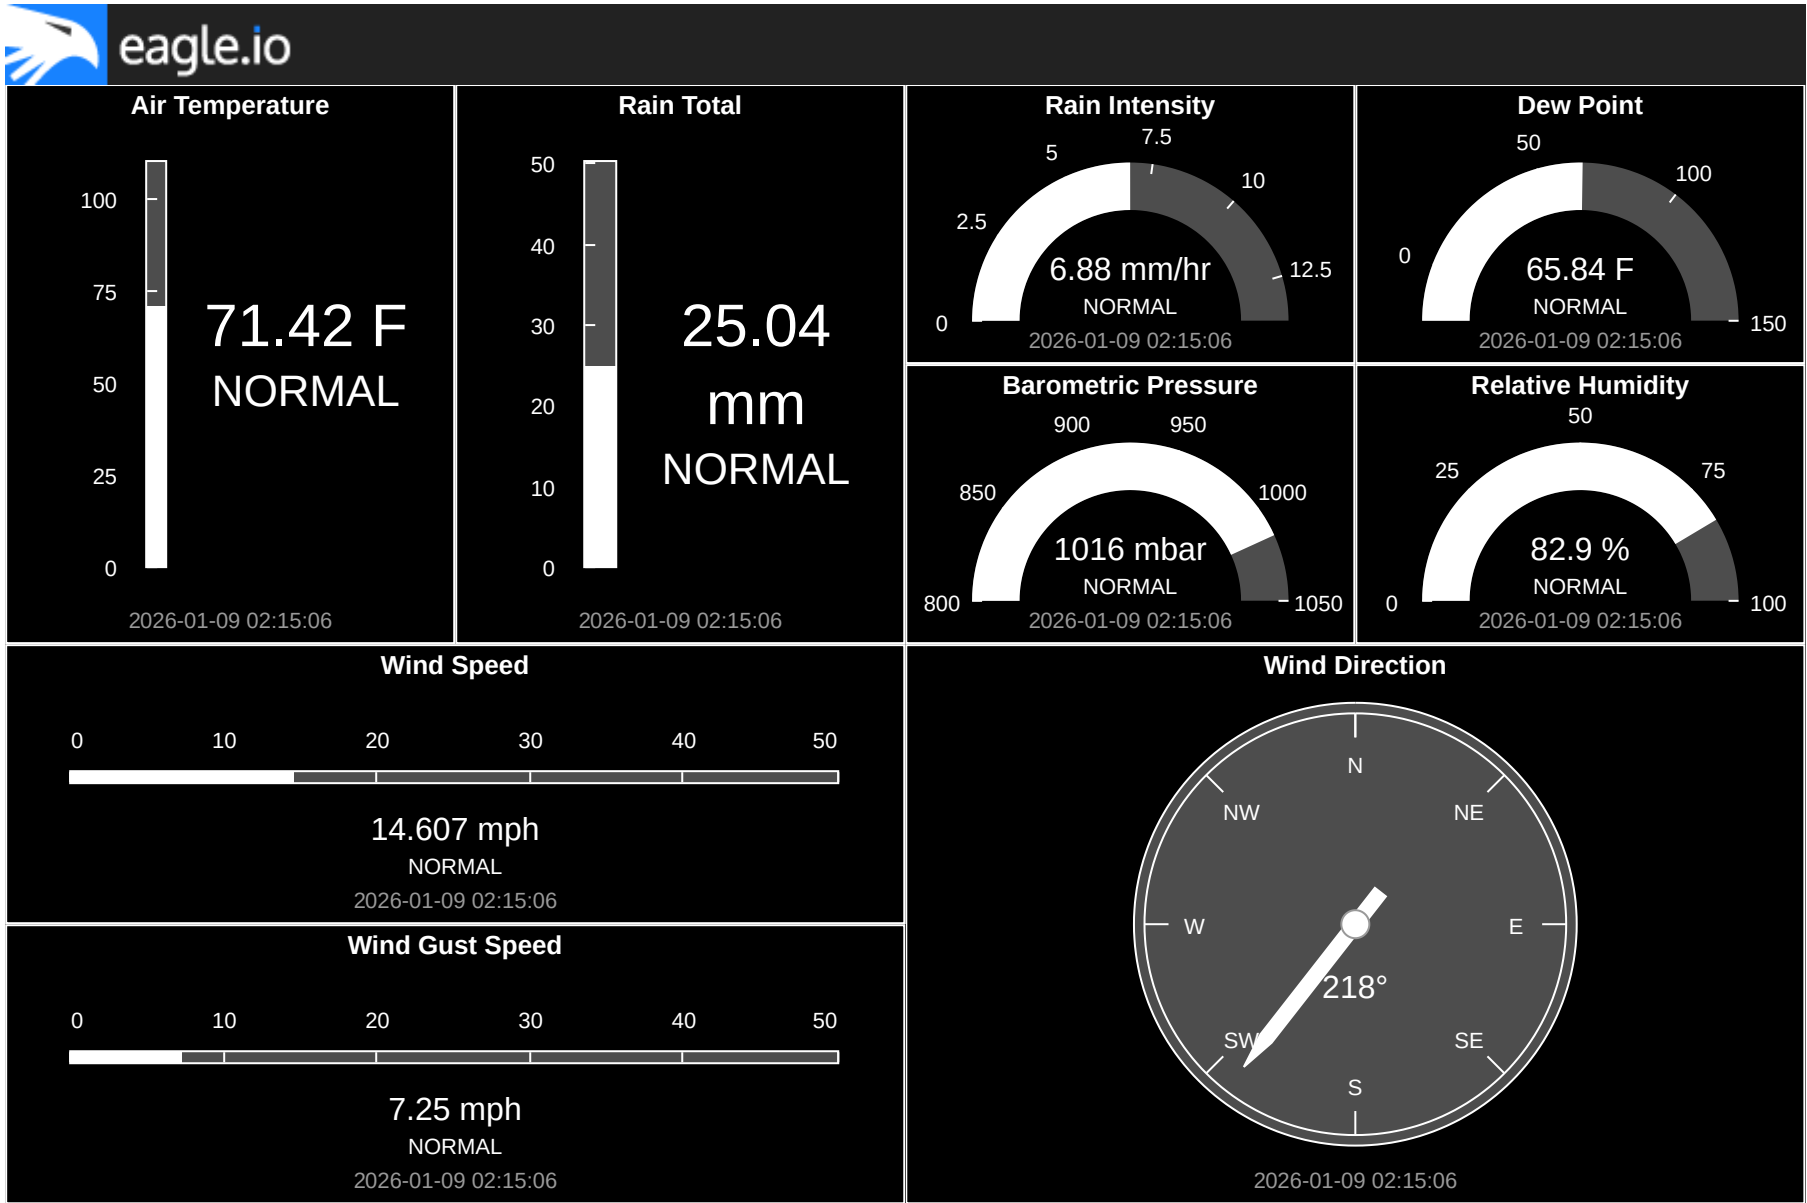 eagle.io
Air Temperature
100
75
50
25
0
71.42 F
NORMAL
2026-01-09 02:15:06
Rain Total
50
40
30
20
10
0
25.04
mm
NORMAL
2026-01-09 02:15:06
Rain Intensity
0
2.5
5
7.5
10
12.5
6.88 mm/hr
NORMAL
2026-01-09 02:15:06
Dew Point
0
50
100
150
65.84 F
NORMAL
2026-01-09 02:15:06
Barometric Pressure
800
850
900
950
1000
1050
1016 mbar
NORMAL
2026-01-09 02:15:06
Relative Humidity
0
25
50
75
100
82.9 %
NORMAL
2026-01-09 02:15:06
Wind Speed
0 10 20 30 40 50
14.607 mph
NORMAL
2026-01-09 02:15:06
Wind Gust Speed
0 10 20 30 40 50
7.25 mph
NORMAL
2026-01-09 02:15:06
Wind Direction
N
NW NE
W E
218°
SW SE
S
2026-01-09 02:15:06